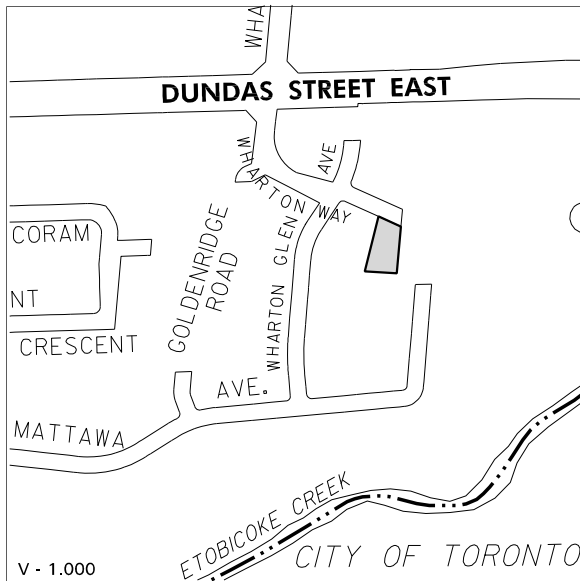 WHA
DUNDAS STREET EAST
AVE
WHARTON WAY
CORAM
GOLDENRIDGE
ROAD
WHARTON GLEN
NT
CRESCENT
AVE.
MATTAWA
ETOBICOKE CREEK
CITY OF TORONTO
V - 1.000